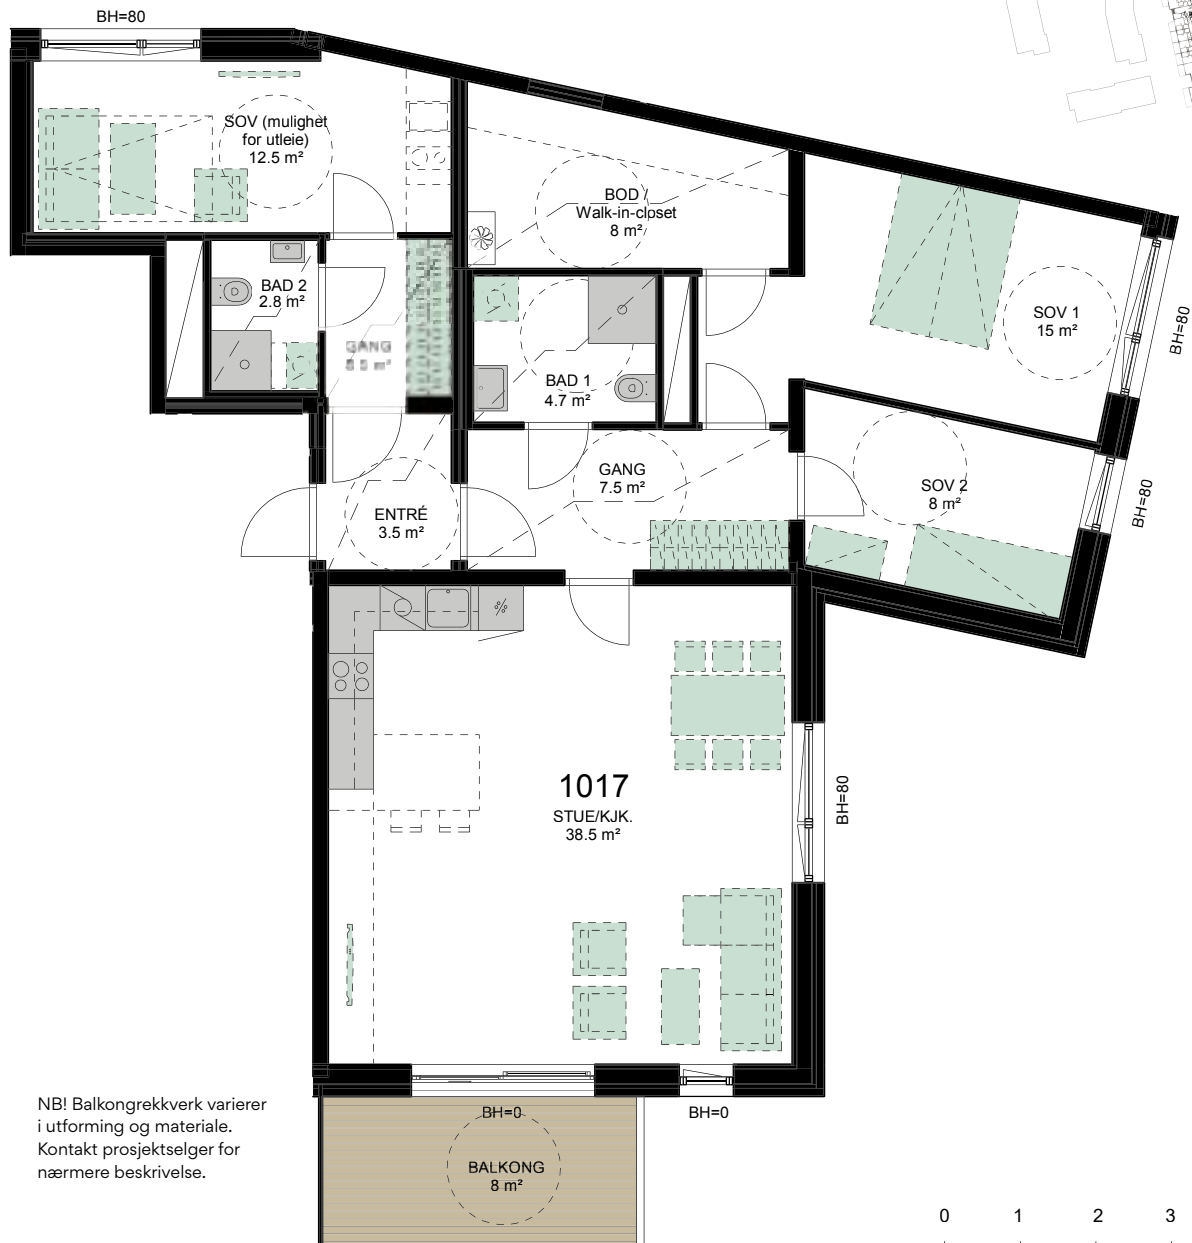 BH=80
SOV (mulighet
for utleie)
12.5 m²
BOD /
Walk-in-closet
8 m²
BAD 2
2.8 m²
GANG
SOV 1
15 m²
BH=80
BAD 1
4.7 m²
GANG
7.5 m²
SOV 2
8 m²
BH=80
ENTRÉ
3.5 m²
1017
STUE/KJK.
38.5 m²
BH=80
NB! Balkongrekkverk varierer
i utforming og materiale.
Kontakt prosjektselger for
nærmere beskrivelse.
BH=0
BH=0
BALKONG
8 m²
0 1 2 3